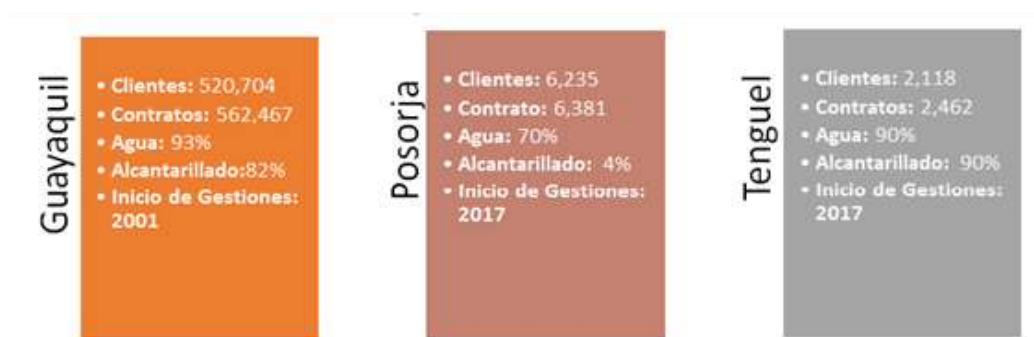 Guayaquil
• Clientes: 520,704
• Contratos: 562,467
• Agua: 93%
• Alcantarillado:82%
• Inicio de Gestiones:
2001
Posorja
• Clientes: 6,235
• Contrato: 6,381
• Agua: 70%
• Alcantarillado: 4%
• Inicio de Gestiones:
2017
Tenguel
• Clientes: 2,118
• Contratos: 2,462
• Agua: 90%
• Alcantarillado: 90%
• Inicio de Gestiones:
2017